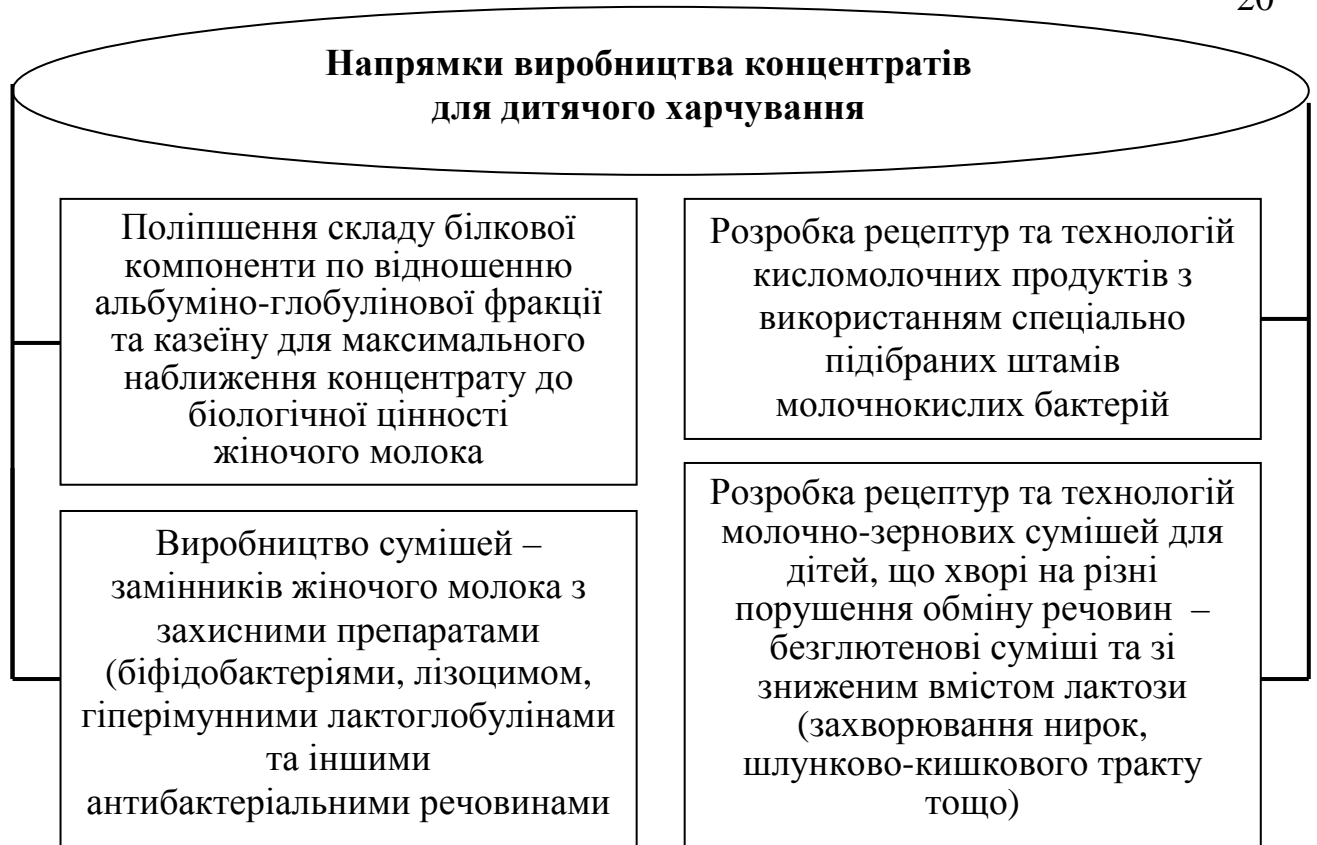 20
Напрямки виробництва концентратів
для дитячого харчування
Поліпшення складу білкової
компоненти по відношенню
альбуміно-глобулінової фракції
та казеїну для максимального
наближення концентрату до
біологічної цінності
жіночого молока
Виробництво сумішей –
замінників жіночого молока з
захисними препаратами
(біфідобактеріями, лізоцимом,
гіперімунними лактоглобулінами
та іншими
антибактеріальними речовинами
Розробка рецептур та технологій
кисломолочних продуктів з
використанням спеціально
підібраних штамів
молочнокислих бактерій
Розробка рецептур та технологій
молочно-зернових сумішей для
дітей, що хворі на різні
порушення обміну речовин –
безглютенові суміші та зі
зниженим вмістом лактози
(захворювання нирок,
шлунково-кишкового тракту
тощо)